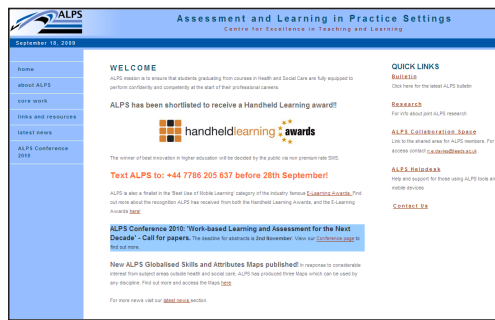 ALPS
Assessment and Learning in Practice Settings
Centre for Excellence in Teaching and Learning
September 18, 2009
home
about ALPS
core work
links and resources
latest news
ALPS Conference
2010
WELCOME
ALPS mission is to ensure that students graduating from courses in Health and Social Care are fully equipped to
perform confidently and competently at the start of their professional careers.
ALPS has been shortlisted to receive a Handheld Learning award!!
handheldlearning awards
The winner of best innovation in higher education will be decided by the public via non premium rate SMS.
Text ALPS to: +44 7786 205 637 before 28th September!
ALPS is also a finalist in the 'Best Use of Mobile Learning' category of the industry famous E-Learning Awards. Find
out more about the recognition ALPS has received from both the Handheld Learning Awards, and the E-Learning
Awards here!
ALPS Conference 2010: 'Work-based Learning and Assessment for the Next
Decade' - Call for papers. The deadline for abstracts is 2nd November. View our Conference page to
find out more.
New ALPS Globalised Skills and Attributes Maps published! In response to considerable
interest from subject areas outside health and social care, ALPS has produced three Maps which can be used by
any discipline. Find out more and access the Maps here.
For more news visit our latest news section.
QUICK LINKS
Bulletin
Click here for the latest ALPS bulletin
Research
For info about joint ALPS research
ALPS Collaboration Space
Link to the shared area for ALPS members. For
access contact
ALPS Helpdesk
Help and support for those using ALPS tools an
mobile devices
Contact Us